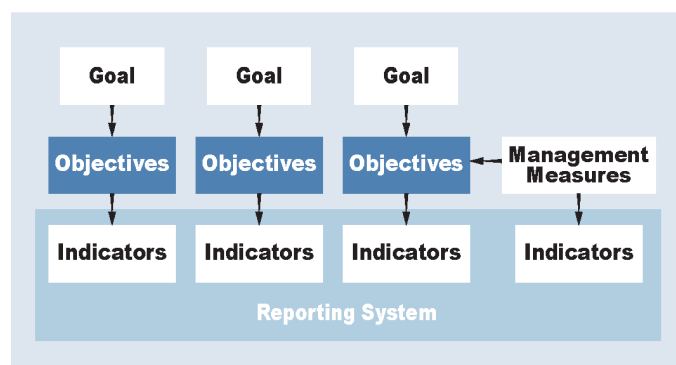 Goal
Goal
Goal
Objectives
Objectives
Objectives
Management
Measures
Indicators
Indicators
Indicators
Indicators
Reporting System